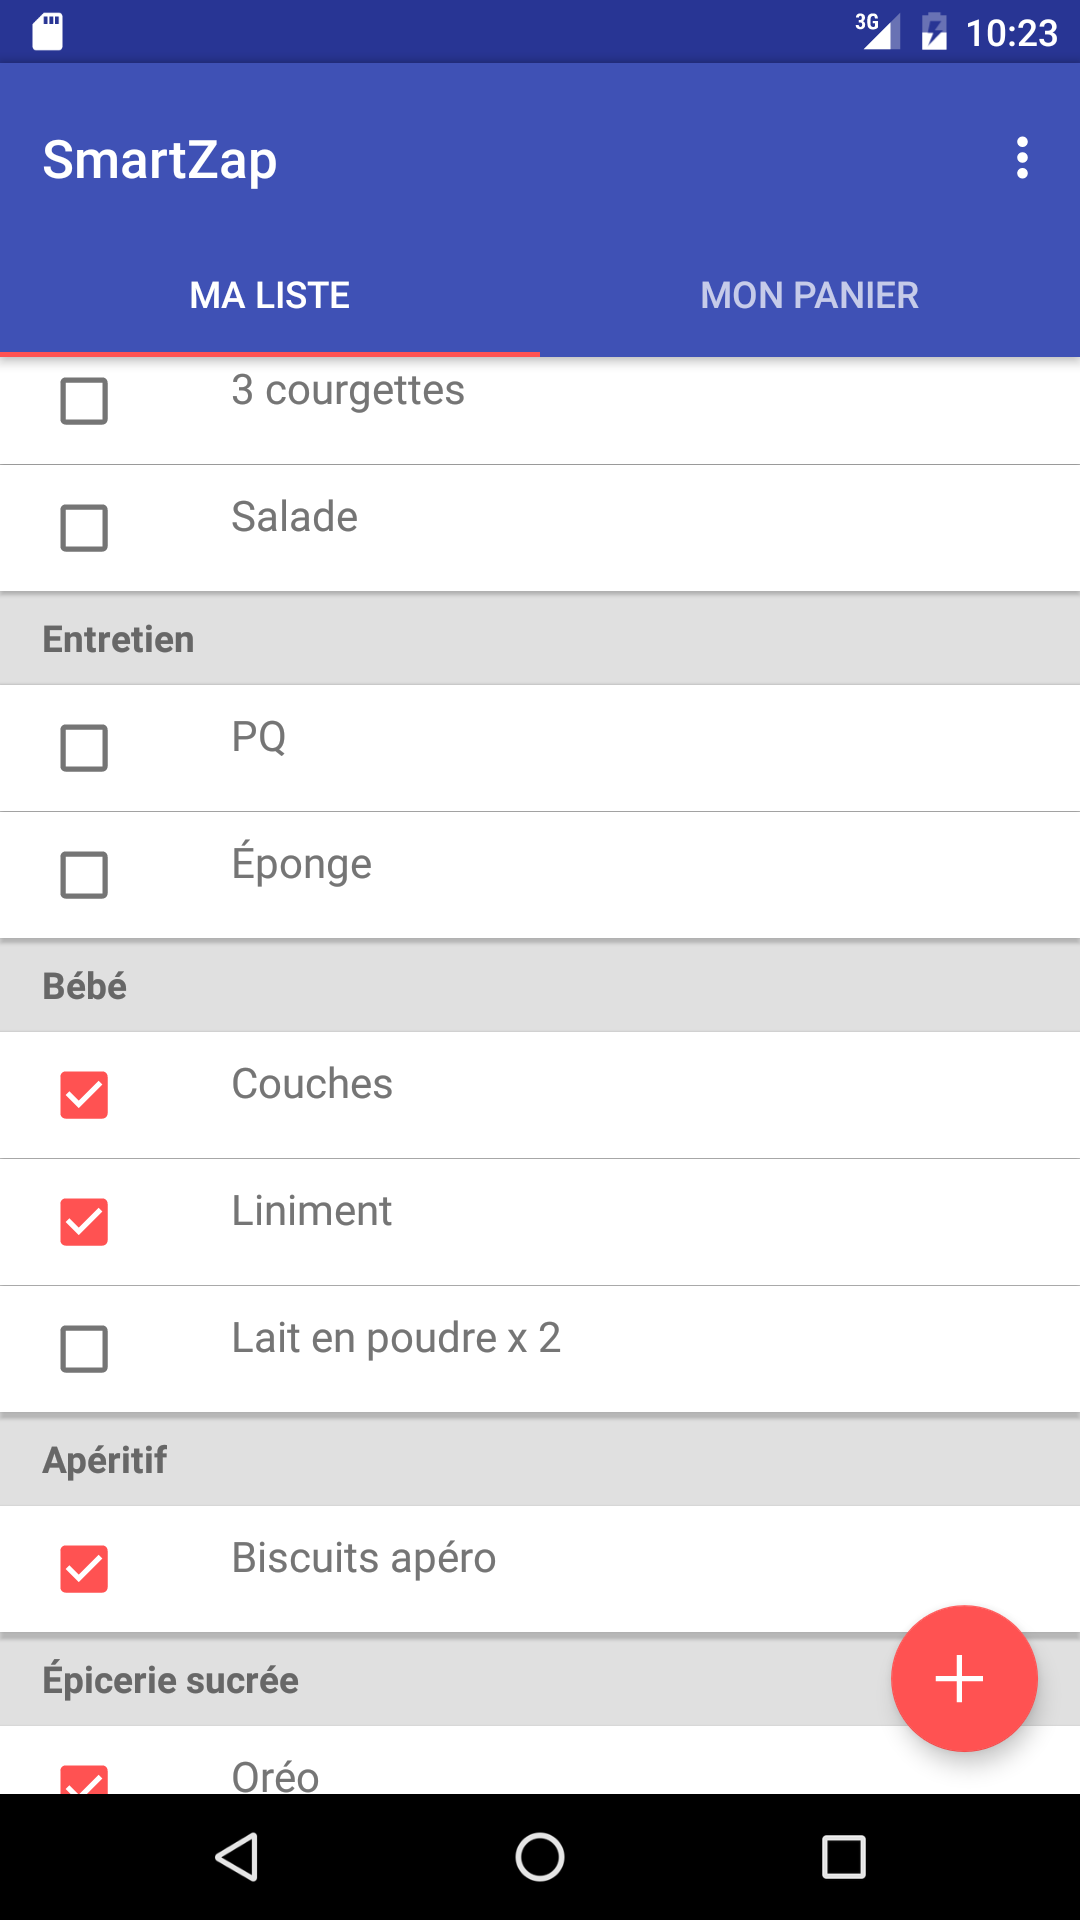 3G 10:23
SmartZap
MA LISTE MON PANIER
3 courgettes
Salade
Entretien
PQ
Éponge
Bébé
Couches
Liniment
Lait en poudre x 2
Apéritif
Biscuits apéro
Épicerie sucrée
Oréo